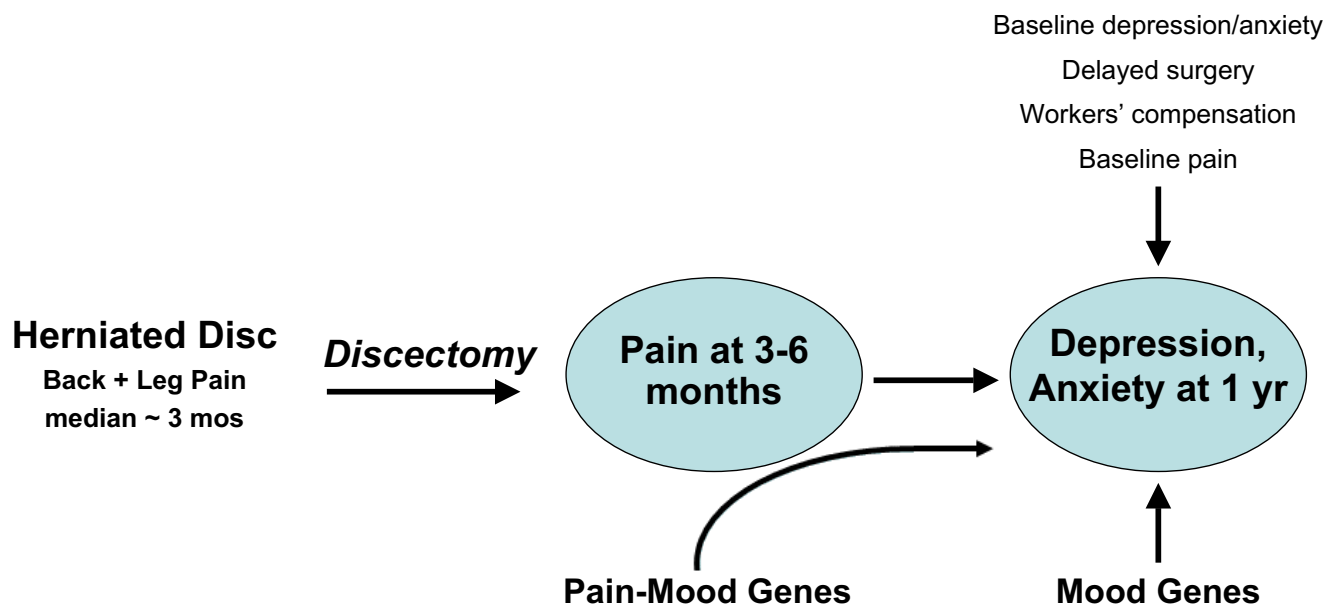 Baseline depression/anxiety
Delayed surgery
Workers’ compensation
Baseline pain
Herniated Disc
Back + Leg Pain
median ~ 3 mos
Discectomy
Pain at 3-6
months
Depression,
Anxiety at 1 yr
Pain-Mood Genes
Mood Genes